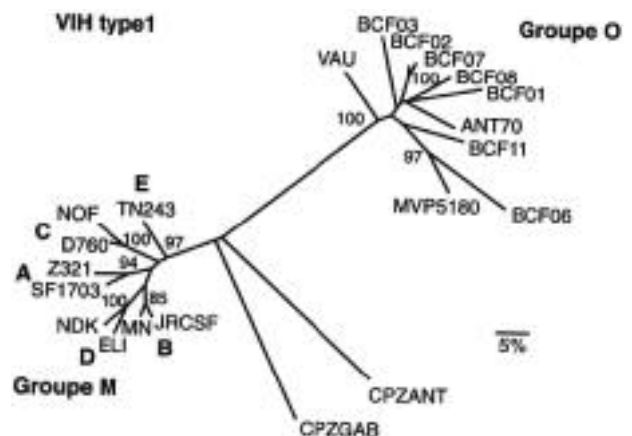 VIH type1
Groupe O
BCF03
BCF02
BCF07
VAU
100
BCF08
BCF01
100
ANT70
BCF11
97
E
MVP5180
BCF06
NOF
TN243
C
D760
100
97
A
Z321
94
SF1703
100
85
NDK
MN
JRCSF
ELI
D
B
5%
Groupe M
CPZANT
CPZGAB